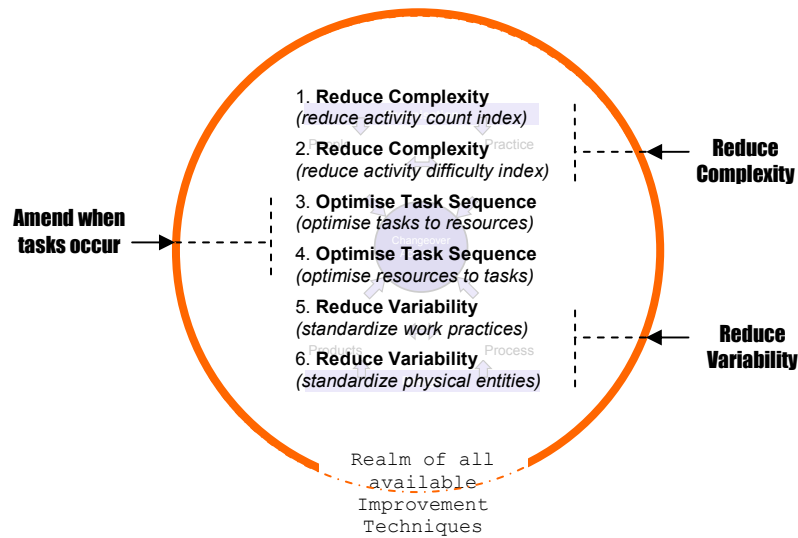 1. Reduce Complexity
(reduce activity count index)
Practice
2. Reduce Complexity
(reduce activity difficulty index)
Reduce
Complexity
3. Optimise Task Sequence
(optimise tasks to resources)
Amend when
tasks occur
Changeover
4. Optimise Task Sequence
(optimise resources to tasks)
5. Reduce Variability
(standardize work practices)
Products
Process
6. Reduce Variability
(standardize physical entities)
Reduce
Variability
Realm of all
available
Improvement
Techniques